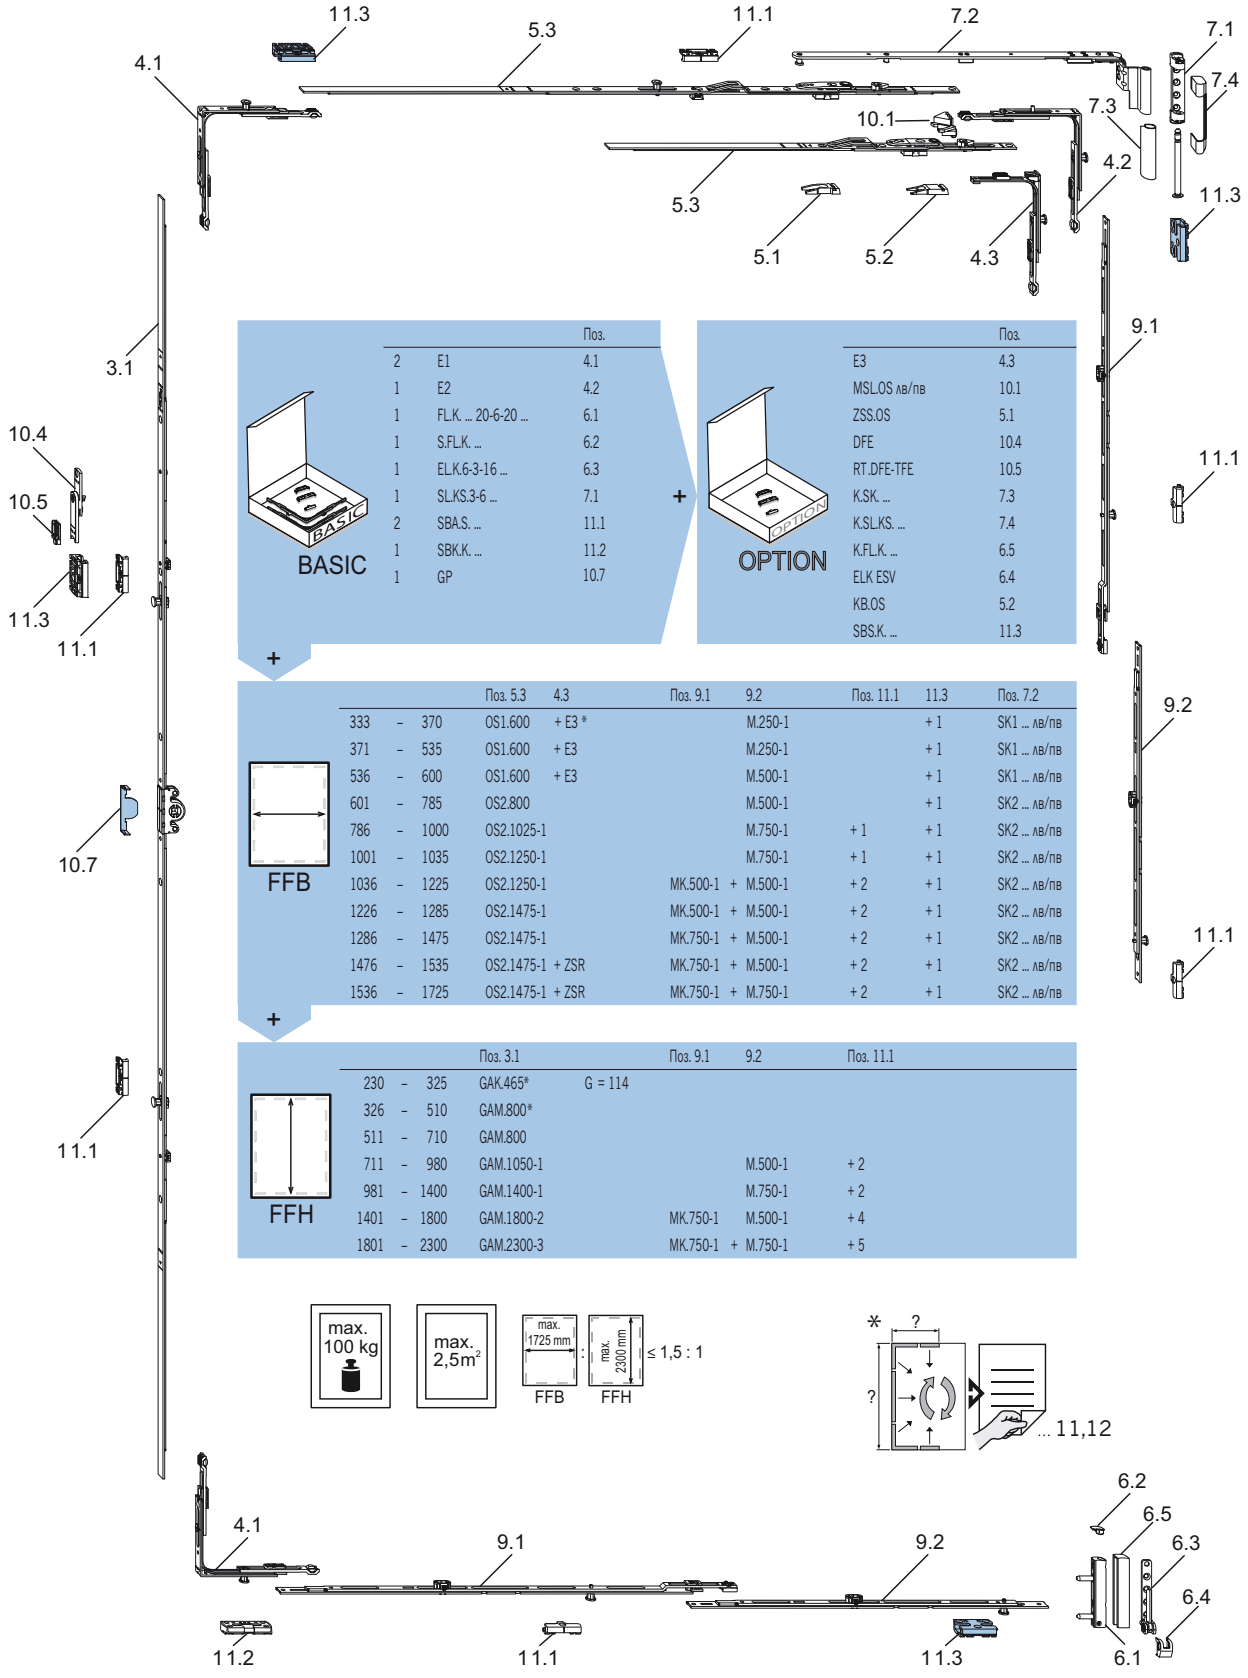 11.3
5.3
11.1
7.2
7.1
4.1
7.4
10.1
7.3
4.2
5.3
11.3
5.1
5.2
4.3
3.1
9.1
Поз.
2 E1 4.1
1 E2 4.2
1 FL.K. ... 20-6-20 ... 6.1
1 S.FL.K. ... 6.2
1 EL.K.6-3-16 ... 6.3
1 SL.KS.3-6 ... 7.1
2 SBA.S. ... 11.1
1 SBK.K. ... 11.2
1 GP 10.7
BASIC
BASIC
+
Поз.
E3 4.3
MSL.OS лв/пв 10.1
ZSS.OS 5.1
DFE 10.4
RT.DFE-TFE 10.5
K.SK. ... 7.3
K.SL.KS. ... 7.4
K.FL.K. ... 6.5
ELK ESV 6.4
KB.OS 5.2
SBS.K. ... 11.3
OPTION
OPTION
10.4
10.5
11.3
11.1
11.1
+
Поз. 5.3 4.3 Поз. 9.1 9.2 Поз. 11.1 11.3 Поз. 7.2
333 – 370 OS1.600 + E3 * M.250-1 + 1 SK1 ... лв/пв
371 – 535 OS1.600 + E3 M.250-1 + 1 SK1 ... лв/пв
536 – 600 OS1.600 + E3 M.500-1 + 1 SK1 ... лв/пв
601 – 785 OS2.800 M.500-1 + 1 SK2 ... лв/пв
786 – 1000 OS2.1025-1 M.750-1 + 1 + 1 SK2 ... лв/пв
1001 – 1035 OS2.1250-1 M.750-1 + 1 + 1 SK2 ... лв/пв
1036 – 1225 OS2.1250-1 MK.500-1 + M.500-1 + 2 + 1 SK2 ... лв/пв
1226 – 1285 OS2.1475-1 MK.500-1 + M.500-1 + 2 + 1 SK2 ... лв/пв
1286 – 1475 OS2.1475-1 MK.750-1 + M.500-1 + 2 + 1 SK2 ... лв/пв
1476 – 1535 OS2.1475-1 + ZSR MK.750-1 + M.500-1 + 2 + 1 SK2 ... лв/пв
1536 – 1725 OS2.1475-1 + ZSR MK.750-1 + M.750-1 + 2 + 1 SK2 ... лв/пв
FFB
10.7
9.2
11.1
+
Поз. 3.1 Поз. 9.1 9.2 Поз. 11.1
230 – 325 GAK.465* G = 114
326 – 510 GAM.800*
511 – 710 GAM.800
711 – 980 GAM.1050-1 M.500-1 + 2
981 – 1400 GAM.1400-1 M.750-1 + 2
1401 – 1800 GAM.1800-2 MK.750-1 M.500-1 + 4
1801 – 2300 GAM.2300-3 MK.750-1 + M.750-1 + 5
FFH
11.1
max.
100 kg
max.
2,5m²
max.
1725 mm
FFB
:
max.
2300 mm
FFH
≤ 1,5 : 1
* ?
?
... 11,12
4.1
9.1
9.2
6.2
6.5
6.3
6.4
11.2
11.1
11.3
6.1